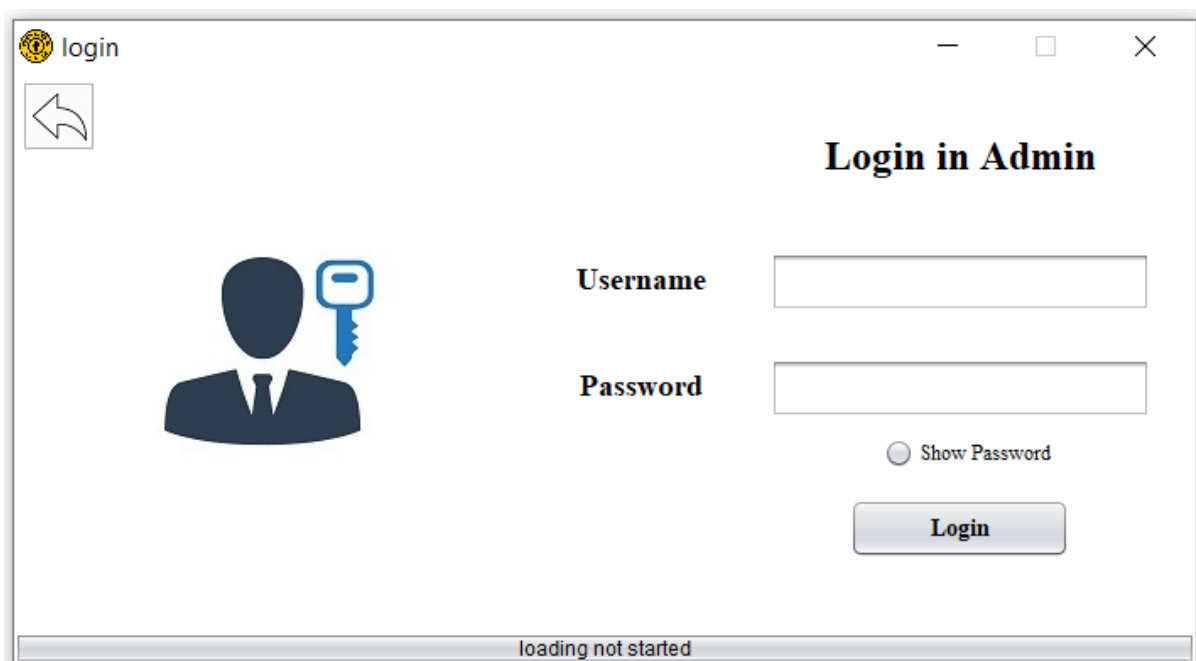 login
Login in Admin
Username
Password
Show Password
Login
loading not started